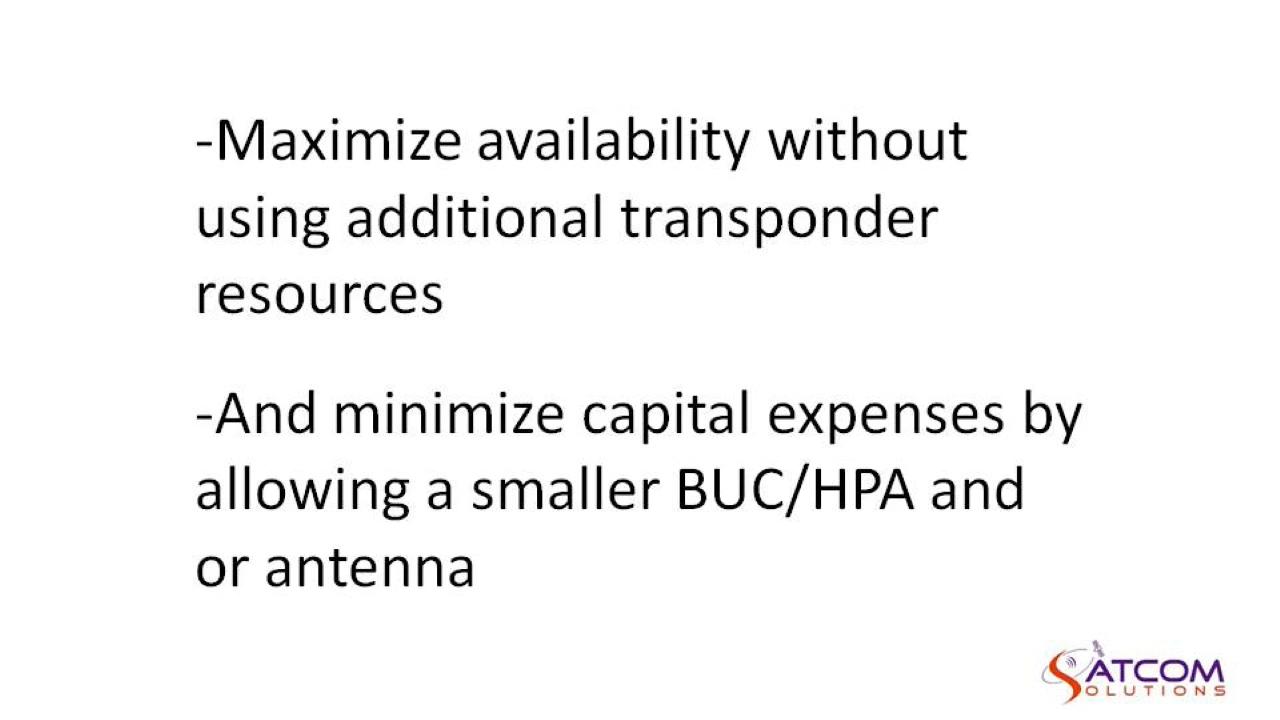 -Maximize availability without
using additional transponder
resources
-And minimize capital expenses by
allowing a smaller BUC/HPA and
or antenna
SATCOM
SOLUTIONS